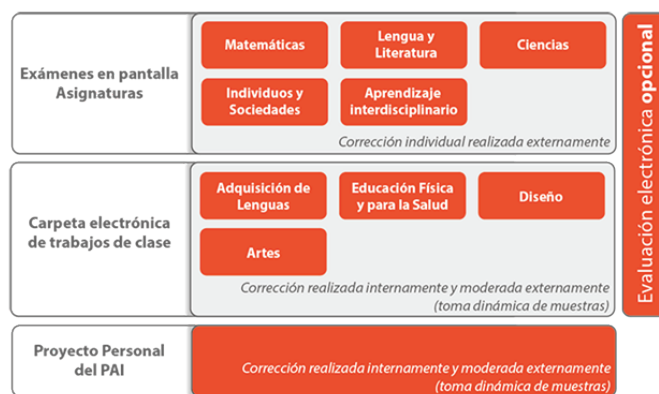 Exámenes en pantalla
Asignaturas
Matemáticas
Lengua y
Literatura
Ciencias
Individuos y
Sociedades
Aprendizaje
interdisciplinario
Corrección individual realizada externamente
Carpeta electrónica
de trabajos de clase
Adquisición de
Lenguas
Educación Física
y para la Salud
Diseño
Artes
Corrección realizada internamente y moderada externamente
(toma dinámica de muestras)
Proyecto Personal
del PAI
Corrección realizada internamente y moderada externamente
(toma dinámica de muestras)
Evaluación electrónica opcional